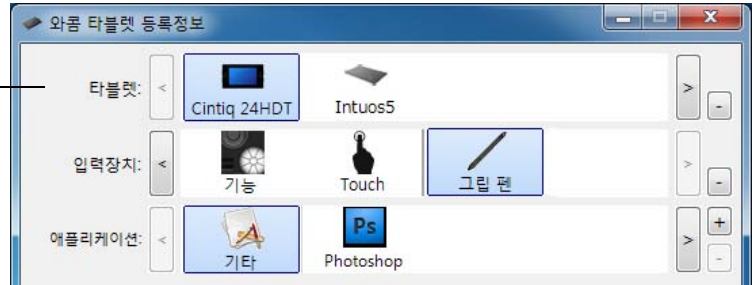 와콤 타블렛 등록정보
타블렛:
<
Cintiq 24HDT
Intuos5
>
-
입력장치:
<
기능
Touch
그립 펜
>
-
애플리케이션:
<
기타
Ps
Photoshop
>
+
-